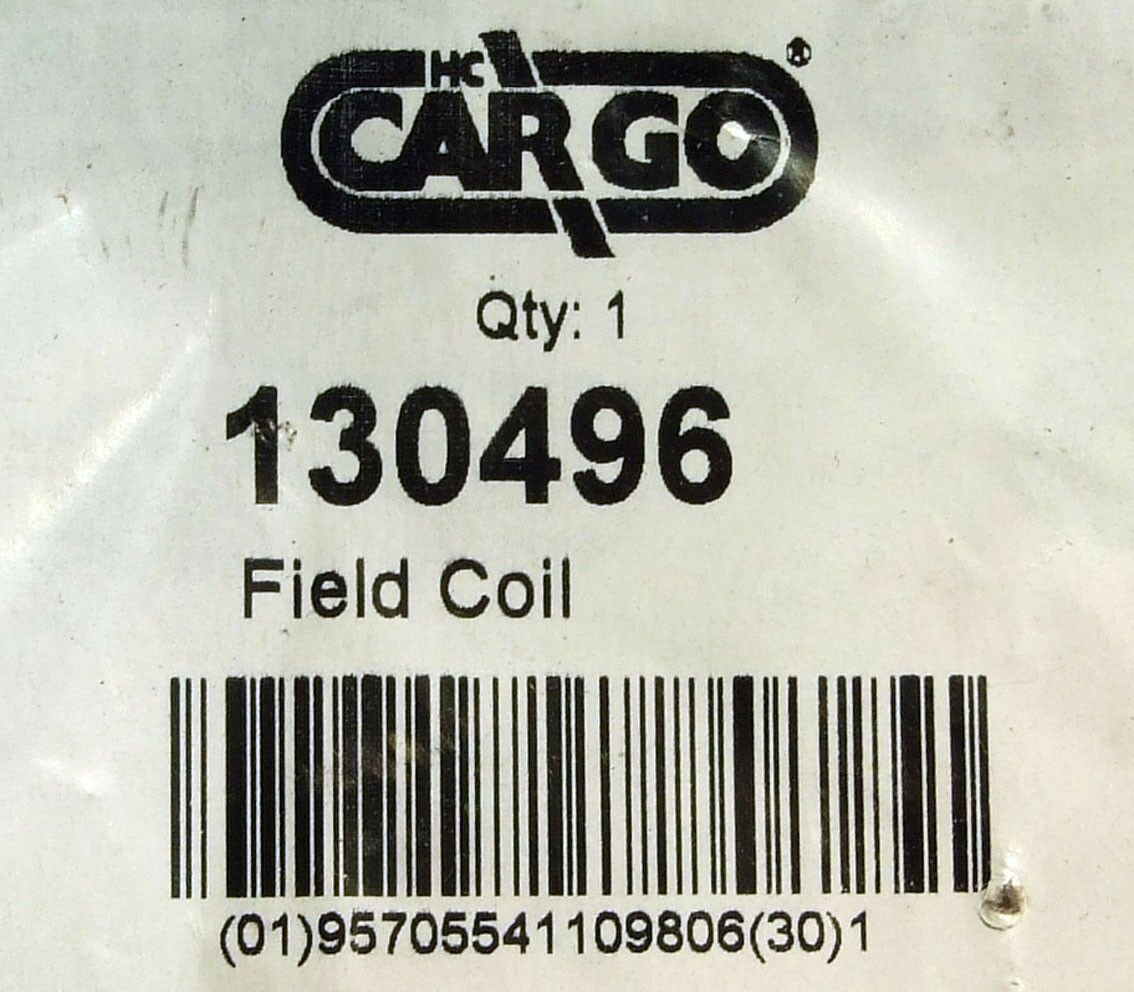 HC
CARGO®
Qty: 1
130496
Field Coil
(01)95705541109806(30)1